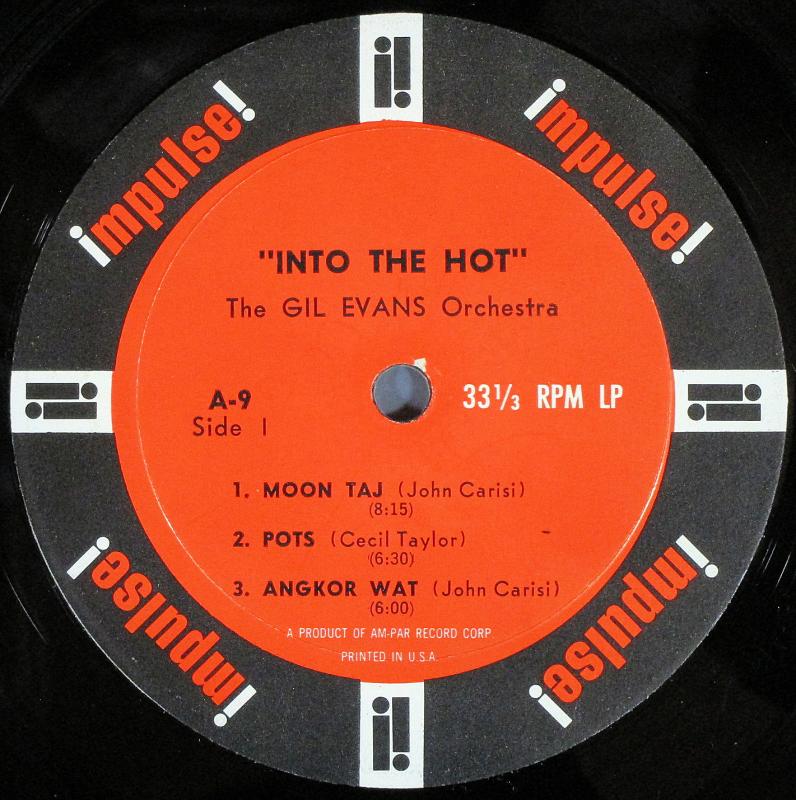 impulse!
impulse!
"INTO THE HOT"
The GIL EVANS Orchestra
A-9
Side 1
33⅓ RPM LP
1. MOON TAJ (John Carisi)
(8:15)
2. POTS (Cecil Taylor)
(6:30)
3. ANGKOR WAT (John Carisi)
(6:00)
A PRODUCT OF AM-PAR RECORD CORP.
PRINTED IN U.S.A.
impulse!
impulse!